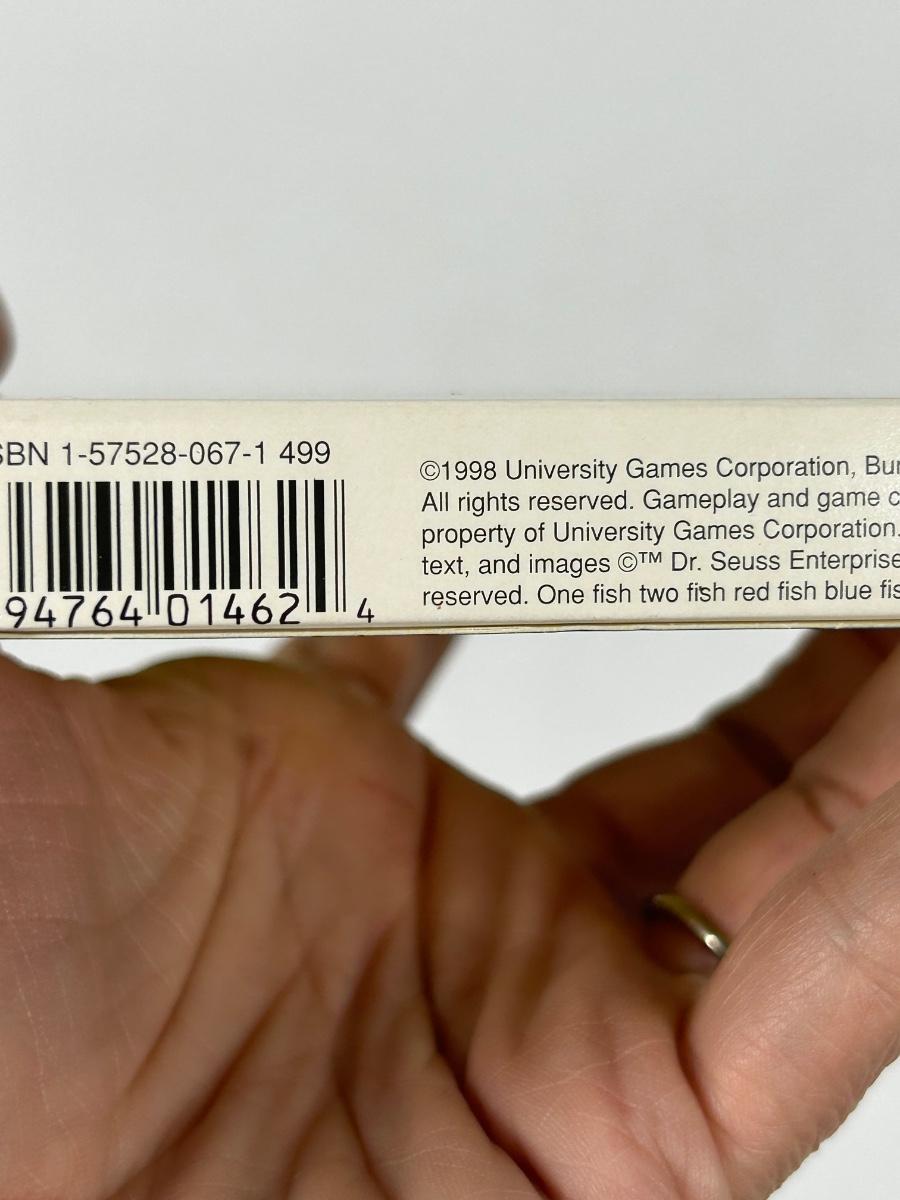 SBN 1-57528-067-1 499
94764 01462 4
©1998 University Games Corporation, Bur
All rights reserved. Gameplay and game c
property of University Games Corporation.
text, and images ©™ Dr. Seuss Enterprise
reserved. One fish two fish red fish blue fis